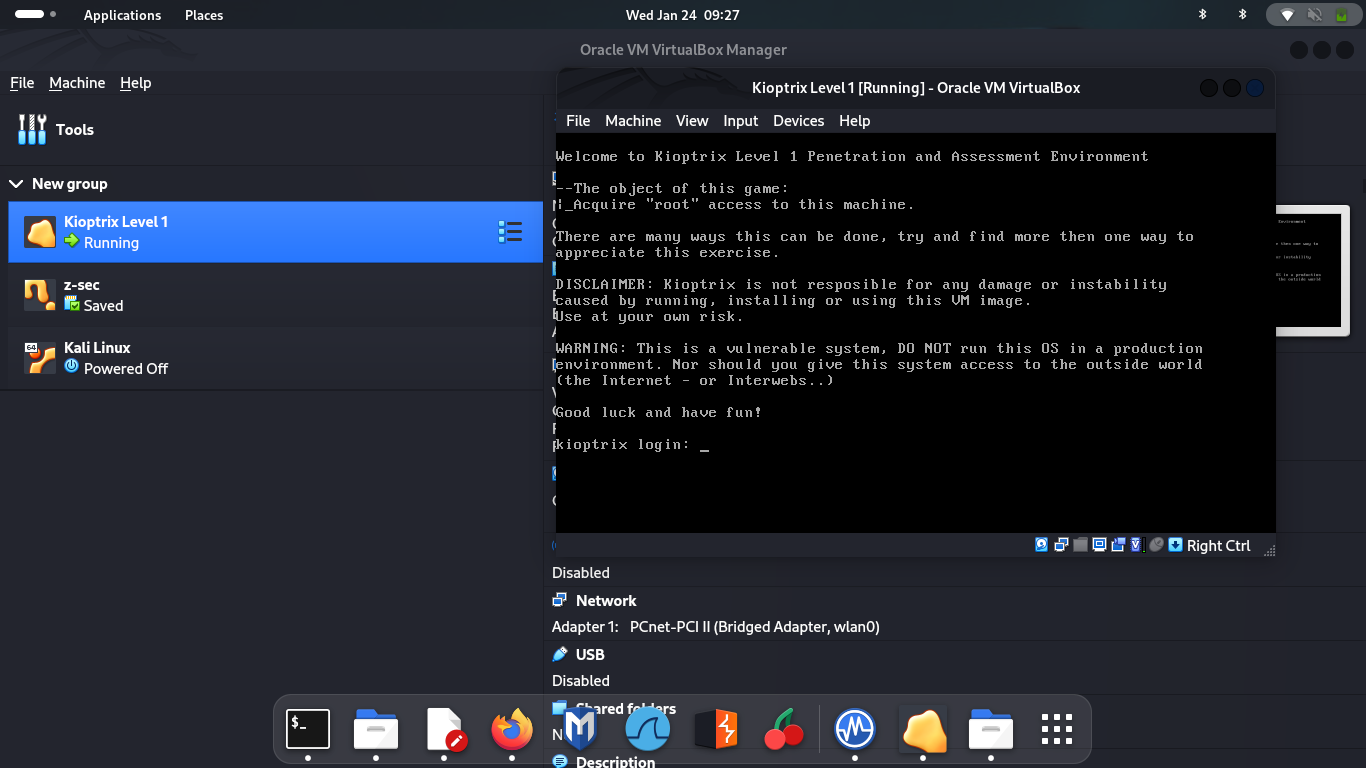 Applications Places Wed Jan 24 09:27
Oracle VM VirtualBox Manager
File Machine Help
Tools
New group
Kioptrix Level 1
Running
z-sec
Saved
64
Kali Linux
Powered Off
Kioptrix Level 1 [Running] - Oracle VM VirtualBox
File Machine View Input Devices Help
Welcome to Kioptrix Level 1 Penetration and Assessment Environment
--The object of this game:
|_Acquire "root" access to this machine.
There are many ways this can be done, try and find more then one way to
appreciate this exercise.
DISCLAIMER: Kioptrix is not resposible for any damage or instability
caused by running, installing or using this VM image.
Use at your own risk.
WARNING: This is a vulnerable system, DO NOT run this OS in a production
environment. Nor should you give this system access to the outside world
(the Internet - or Interwebs..)
Good luck and have fun!
kioptrix login: _
Right Ctrl
Disabled
Network
Adapter 1: PCnet-PCI II (Bridged Adapter, wlan0)
USB
Disabled
Shared folders
Description
$_